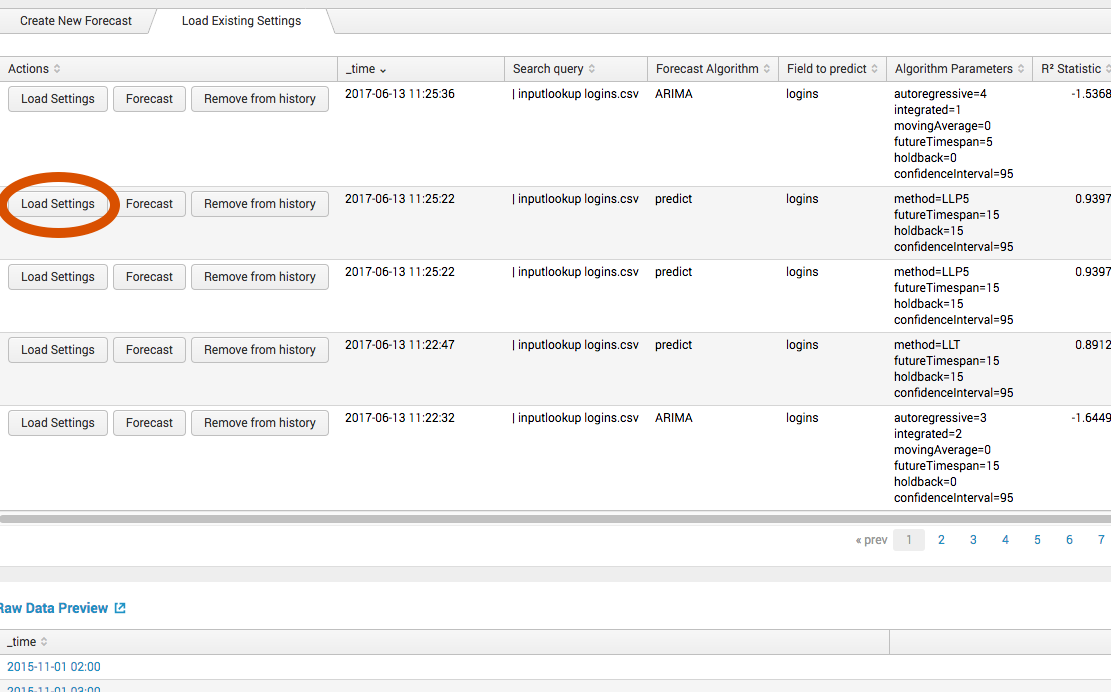 Create New Forecast Load Existing Settings
Actions _time Search query Forecast Algorithm Field to predict Algorithm Parameters R² Statistic
Load Settings Forecast Remove from history 2017-06-13 11:25:36 | inputlookup logins.csv ARIMA logins autoregressive=4 -1.5368
integrated=1
movingAverage=0
futureTimespan=5
holdback=0
confidenceInterval=95
Load Settings Forecast Remove from history 2017-06-13 11:25:22 | inputlookup logins.csv predict logins method=LLP5 0.9397
futureTimespan=15
holdback=15
confidenceInterval=95
Load Settings Forecast Remove from history 2017-06-13 11:25:22 | inputlookup logins.csv predict logins method=LLP5 0.9397
futureTimespan=15
holdback=15
confidenceInterval=95
Load Settings Forecast Remove from history 2017-06-13 11:22:47 | inputlookup logins.csv predict logins method=LLT 0.8912
futureTimespan=15
holdback=15
confidenceInterval=95
Load Settings Forecast Remove from history 2017-06-13 11:22:32 | inputlookup logins.csv ARIMA logins autoregressive=3 -1.6449
integrated=2
movingAverage=0
futureTimespan=15
holdback=0
confidenceInterval=95
« prev 1 2 3 4 5 6 7
Raw Data Preview
_time
2015-11-01 02:00
2015-11-01 03:00